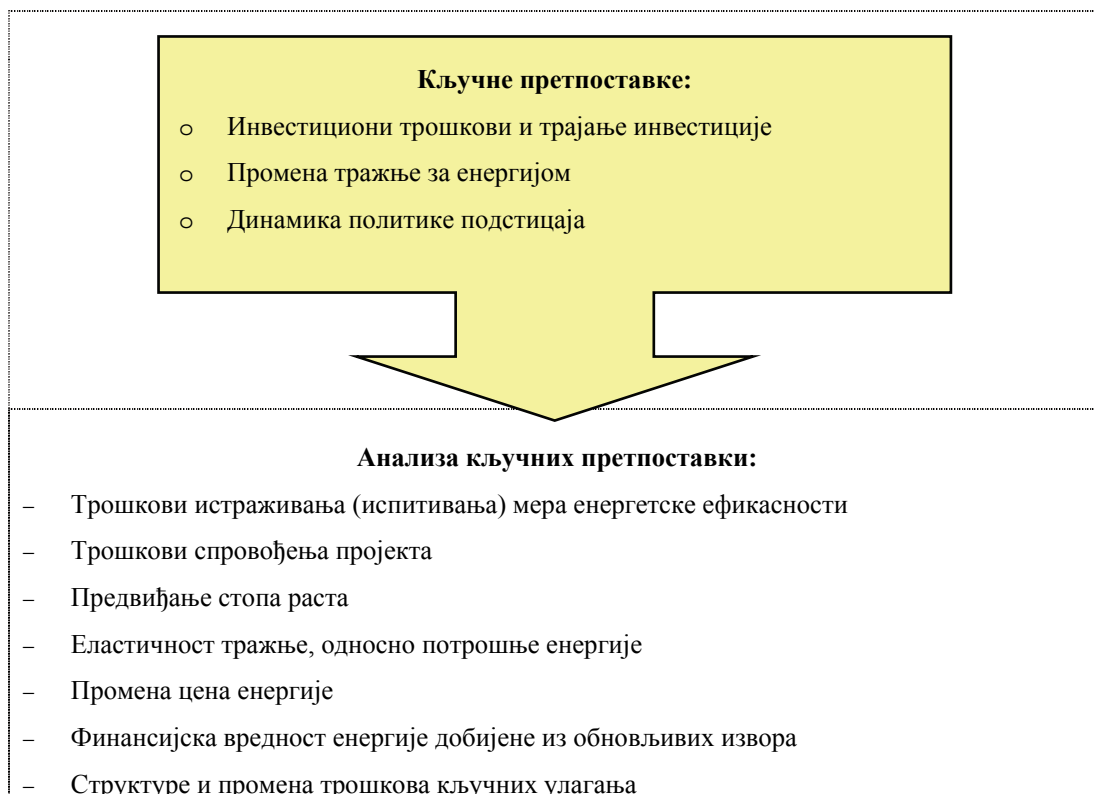 Кључне претпоставке:
o Инвестициони трошкови и трајање инвестиције
o Промена тражње за енергијом
o Динамика политике подстицаја
Анализа кључних претпоставки:
– Трошкови истраживања (испитивања) мера енергетске ефикасности
– Трошкови спровођења пројекта
– Предвиђање стопа раста
– Еластичност тражње, односно потрошње енергије
– Промена цена енергије
– Финансијска вредност енергије добијене из обновљивих извора
– Структуре и промена трошкова кључних улагања